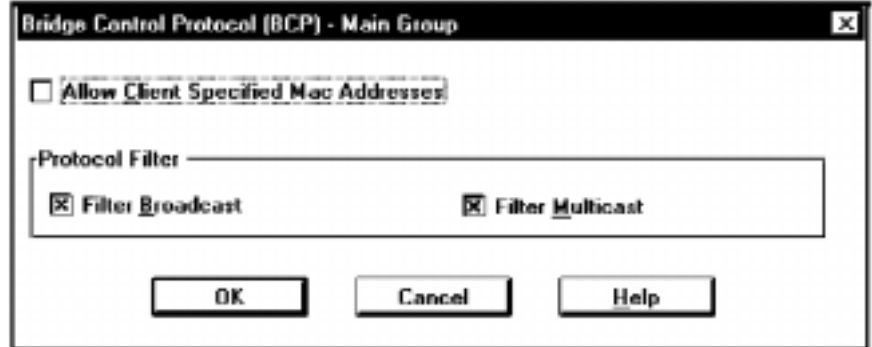 Bridge Control Protocol (BCP) - Main Group
Allow Client Specified Mac Addresses
Protocol Filter
Filter Broadcast Filter Multicast
OK Cancel Help